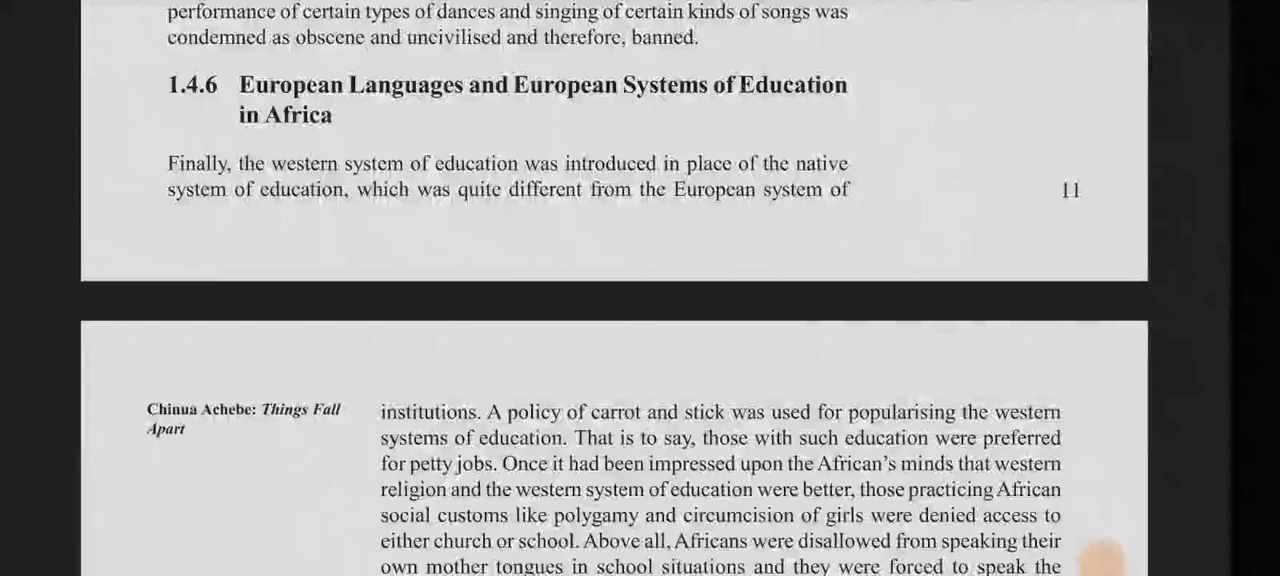 performance of certain types of dances and singing of certain kinds of songs was
condemned as obscene and uncivilised and therefore, banned.
1.4.6 European Languages and European Systems of Education
in Africa
Finally, the western system of education was introduced in place of the native
system of education, which was quite different from the European system of
11
Chinua Achebe: Things Fall
Apart
institutions. A policy of carrot and stick was used for popularising the western
systems of education. That is to say, those with such education were preferred
for petty jobs. Once it had been impressed upon the African's minds that western
religion and the western system of education were better, those practicing African
social customs like polygamy and circumcision of girls were denied access to
either church or school. Above all, Africans were disallowed from speaking their
own mother tongues in school situations and they were forced to speak the